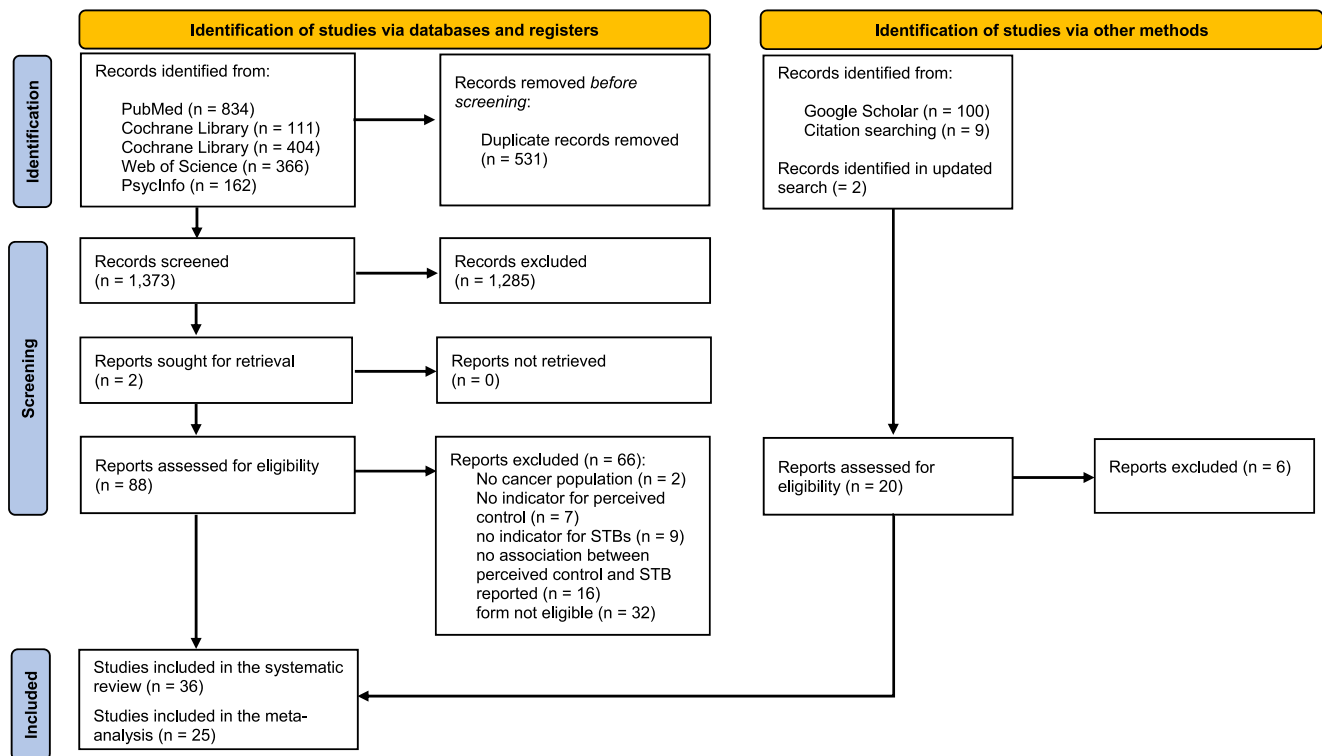 Identification of studies via databases and registers
Identification of studies via other methods
Identification
Records identified from:
PubMed (n = 834)
Cochrane Library (n = 111)
Cochrane Library (n = 404)
Web of Science (n = 366)
PsycInfo (n = 162)
Records removed before
screening:
Duplicate records removed
(n = 531)
Records identified from:
Google Scholar (n = 100)
Citation searching (n = 9)
Records identified in updated
search (= 2)
Screening
Records screened
(n = 1,373)
Records excluded
(n = 1,285)
Reports sought for retrieval
(n = 2)
Reports not retrieved
(n = 0)
Reports assessed for eligibility
(n = 88)
Reports excluded (n = 66):
No cancer population (n = 2)
No indicator for perceived
control (n = 7)
no indicator for STBs (n = 9)
no association between
perceived control and STB
reported (n = 16)
form not eligible (n = 32)
Reports assessed for
eligibility (n = 20)
Reports excluded (n = 6)
Included
Studies included in the systematic
review (n = 36)
Studies included in the meta-
analysis (n = 25)